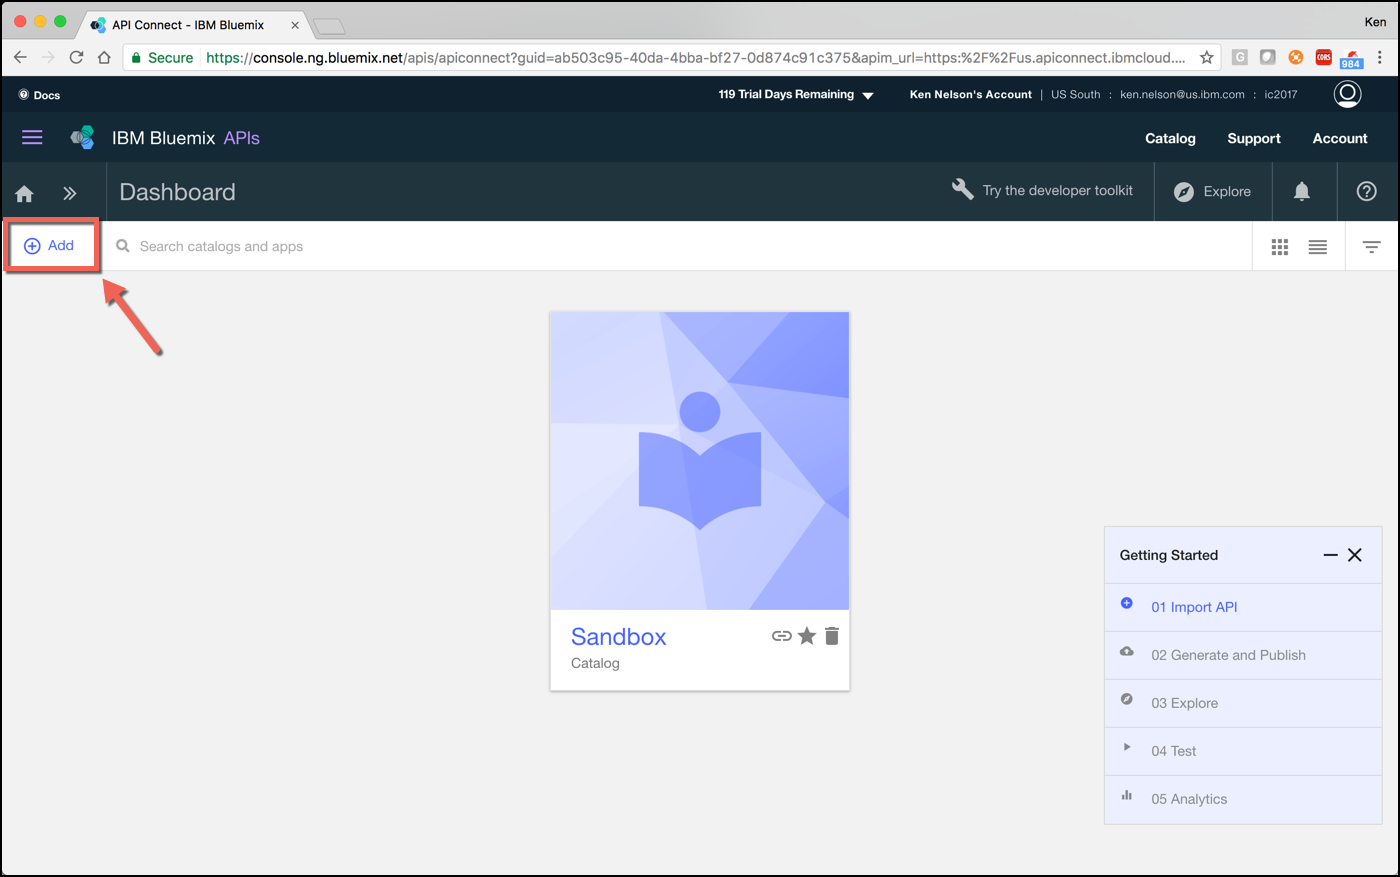 API Connect - IBM Bluemix
Ken
Secure https://console.ng.bluemix.net/apis/apiconnect?guid=ab503c95-40da-4bba-bf27-0d874c91c375&apim_url=https:%2F%2Fus.apiconnect.ibmcloud....
G
CORS
984
Docs
119 Trial Days Remaining
Ken Nelson's Account | US South : ken.nelson@us.ibm.com : ic2017
IBM Bluemix APIs
Catalog Support Account
Dashboard
Try the developer toolkit
Explore
Add
Search catalogs and apps
Sandbox
Catalog
Getting Started
01 Import API
02 Generate and Publish
03 Explore
04 Test
05 Analytics